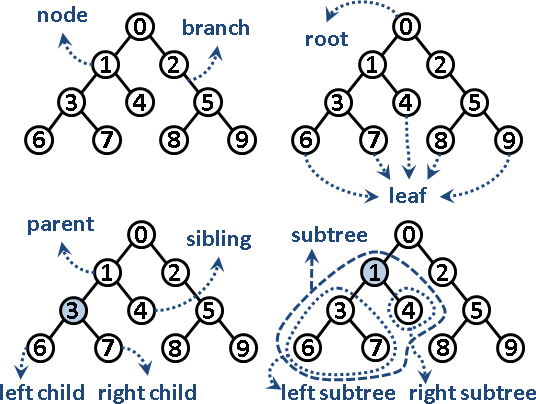 node
branch
0
1 2
3 4 5
6 7 8 9
root
0
1 2
3 4 5
6 7 8 9
leaf
parent
sibling
0
1 2
3 4 5
6 7 8 9
left child right child
subtree
0
1 2
3 4 5
6 7 8 9
left subtree right subtree